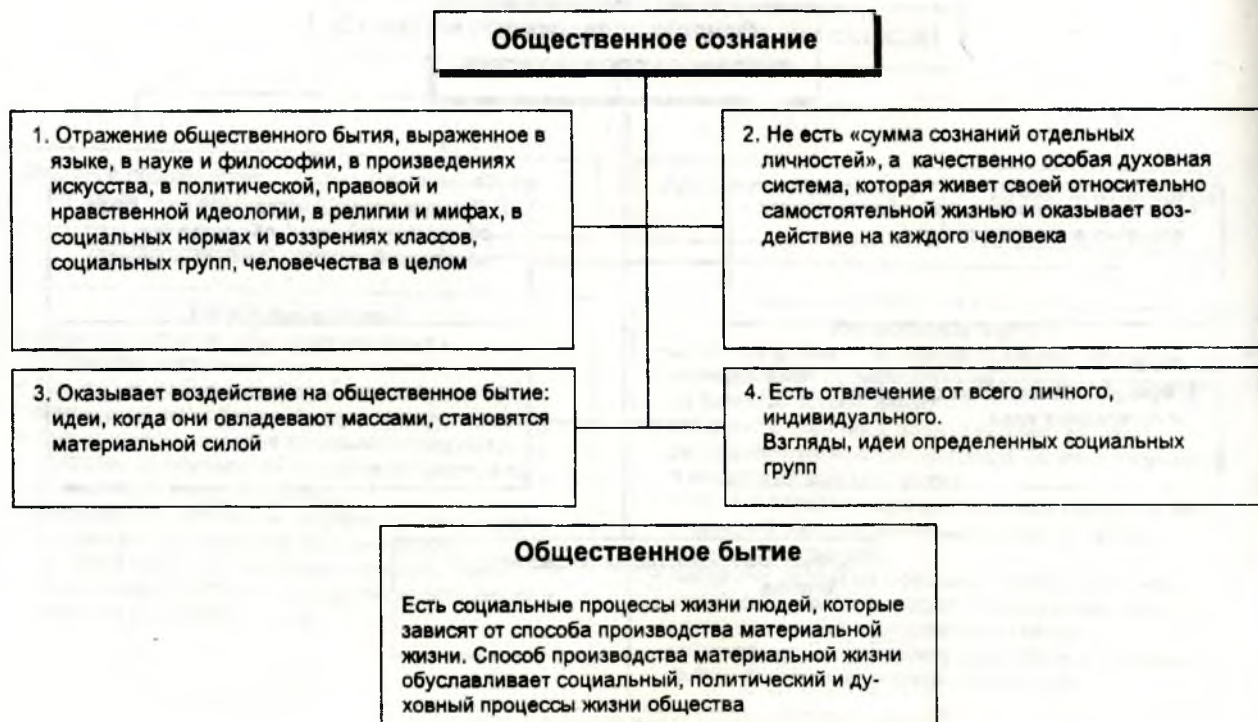 Общественное сознание
1. Отражение общественного бытия, выраженное в
языке, в науке и философии, в произведениях
искусства, в политической, правовой и
нравственной идеологии, в религии и мифах, в
социальных нормах и воззрениях классов,
социальных групп, человечества в целом
2. Не есть «сумма сознаний отдельных
личностей», а качественно особая духовная
система, которая живет своей относительно
самостоятельной жизнью и оказывает воз-
действие на каждого человека
3. Оказывает воздействие на общественное бытие:
идеи, когда они овладевают массами, становятся
материальной силой
4. Есть отвлечение от всего личного,
индивидуального.
Взгляды, идеи определенных социальных
групп
Общественное бытие
Есть социальные процессы жизни людей, которые
зависят от способа производства материальной
жизни. Способ производства материальной жизни
обуславливает социальный, политический и ду-
ховный процессы жизни общества